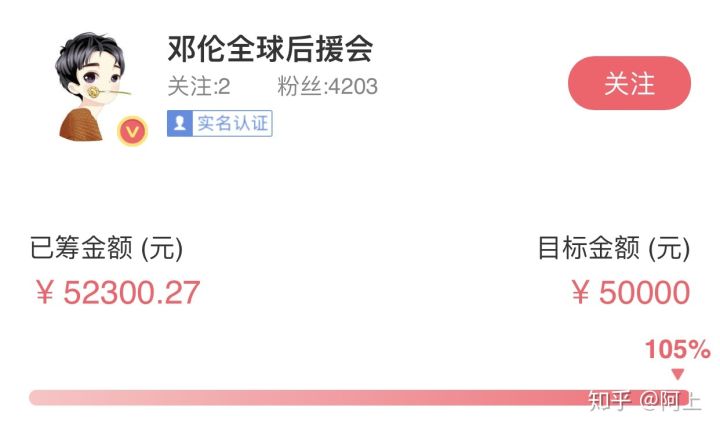 邓伦全球后援会
关注:2 粉丝:4203
关注
实名认证
已筹金额 (元) 目标金额 (元)
¥ 52300.27 ¥ 50000
105%
知乎 @阿上